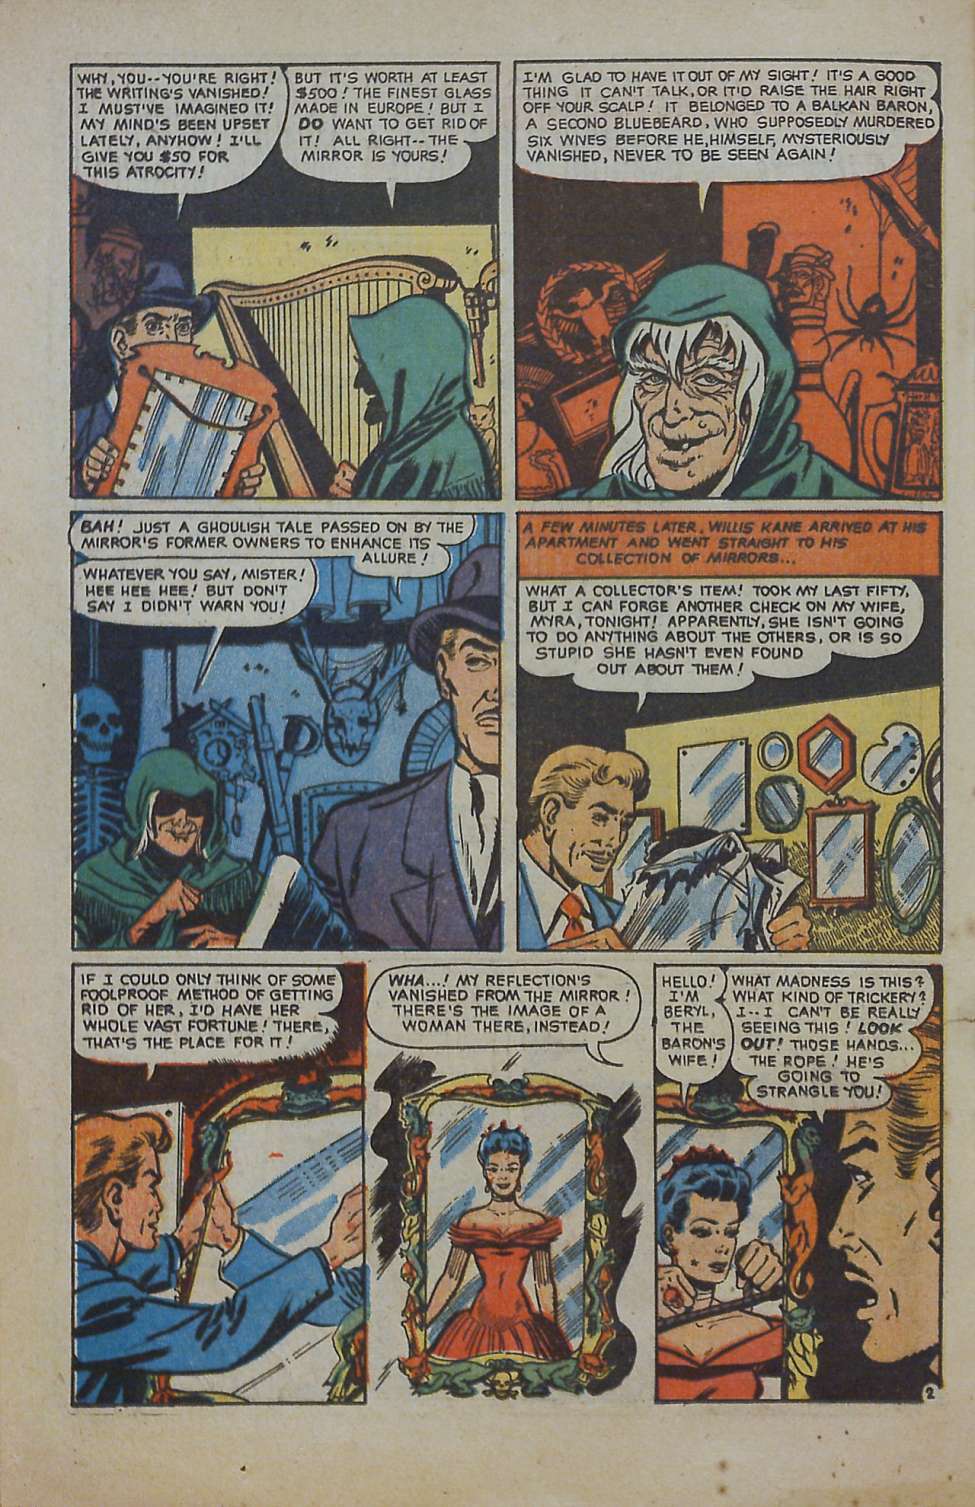 WHY, YOU--YOU'RE RIGHT!
THE WRITING'S VANISHED!
I MUST'VE IMAGINED IT!
MY MIND'S BEEN UPSET
LATELY, ANYHOW! I'LL
GIVE YOU $50 FOR
THIS ATROCITY!
BUT IT'S WORTH AT LEAST
$500! THE FINEST GLASS
MADE IN EUROPE! BUT I
DO WANT TO GET RID OF
IT! ALL RIGHT-- THE
MIRROR IS YOURS!
I'M GLAD TO HAVE IT OUT OF MY SIGHT! IT'S A GOOD
THING IT CAN'T TALK, OR IT'D RAISE THE HAIR RIGHT
OFF YOUR SCALP! IT BELONGED TO A BALKAN BARON,
A SECOND BLUEBEARD, WHO SUPPOSEDLY MURDERED
SIX WIVES BEFORE HE, HIMSELF, MYSTERIOUSLY
VANISHED, NEVER TO BE SEEN AGAIN!
BAH! JUST A GHOULISH TALE PASSED ON BY THE
MIRROR'S FORMER OWNERS TO ENHANCE ITS
ALLURE!
WHATEVER YOU SAY, MISTER!
HEE HEE HEE! BUT DON'T
SAY I DIDN'T WARN YOU!
A FEW MINUTES LATER, WILLIS KANE ARRIVED AT HIS
APARTMENT AND WENT STRAIGHT TO HIS
COLLECTION OF MIRRORS...
WHAT A COLLECTOR'S ITEM! TOOK MY LAST FIFTY,
BUT I CAN FORGE ANOTHER CHECK ON MY WIFE,
MYRA, TONIGHT! APPARENTLY, SHE ISN'T GOING
TO DO ANYTHING ABOUT THE OTHERS, OR IS SO
STUPID SHE HASN'T EVEN FOUND
OUT ABOUT THEM!
IF I COULD ONLY THINK OF SOME
FOOLPROOF METHOD OF GETTING
RID OF HER, I'D HAVE HER
WHOLE VAST FORTUNE! THERE,
THAT'S THE PLACE FOR IT!
WHA...! MY REFLECTION'S
VANISHED FROM THE MIRROR!
THERE'S THE IMAGE OF A
WOMAN THERE, INSTEAD!
HELLO!
I'M
BERYL,
THE
BARON'S
WIFE!
WHAT MADNESS IS THIS?
WHAT KIND OF TRICKERY?
I--I CAN'T BE REALLY
SEEING THIS! LOOK
OUT! THOSE HANDS...
THE ROPE! HE'S
GOING TO
STRANGLE YOU!
2